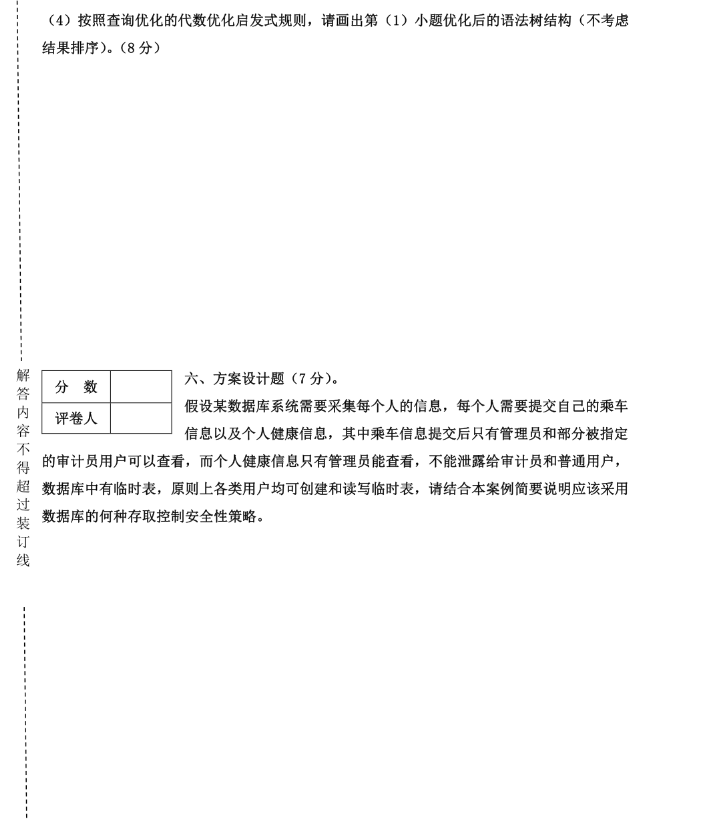 (4) 按照查询优化的代数优化启发式规则，请画出第（1）小题优化后的语法树结构（不考虑
结果排序）。（8 分）
解答内容不得超过装订线
分 数
评卷人
六、方案设计题（7 分）。
假设某数据库系统需要采集每个人的信息，每个人需要提交自己的乘车
信息以及个人健康信息，其中乘车信息提交后只有管理员和部分被指定
的审计员用户可以查看，而个人健康信息只有管理员能查看，不能泄露给审计员和普通用户，
数据库中有临时表，原则上各类用户均可创建和读写临时表，请结合本案例简要说明应该采用
数据库的何种存取控制安全性策略。